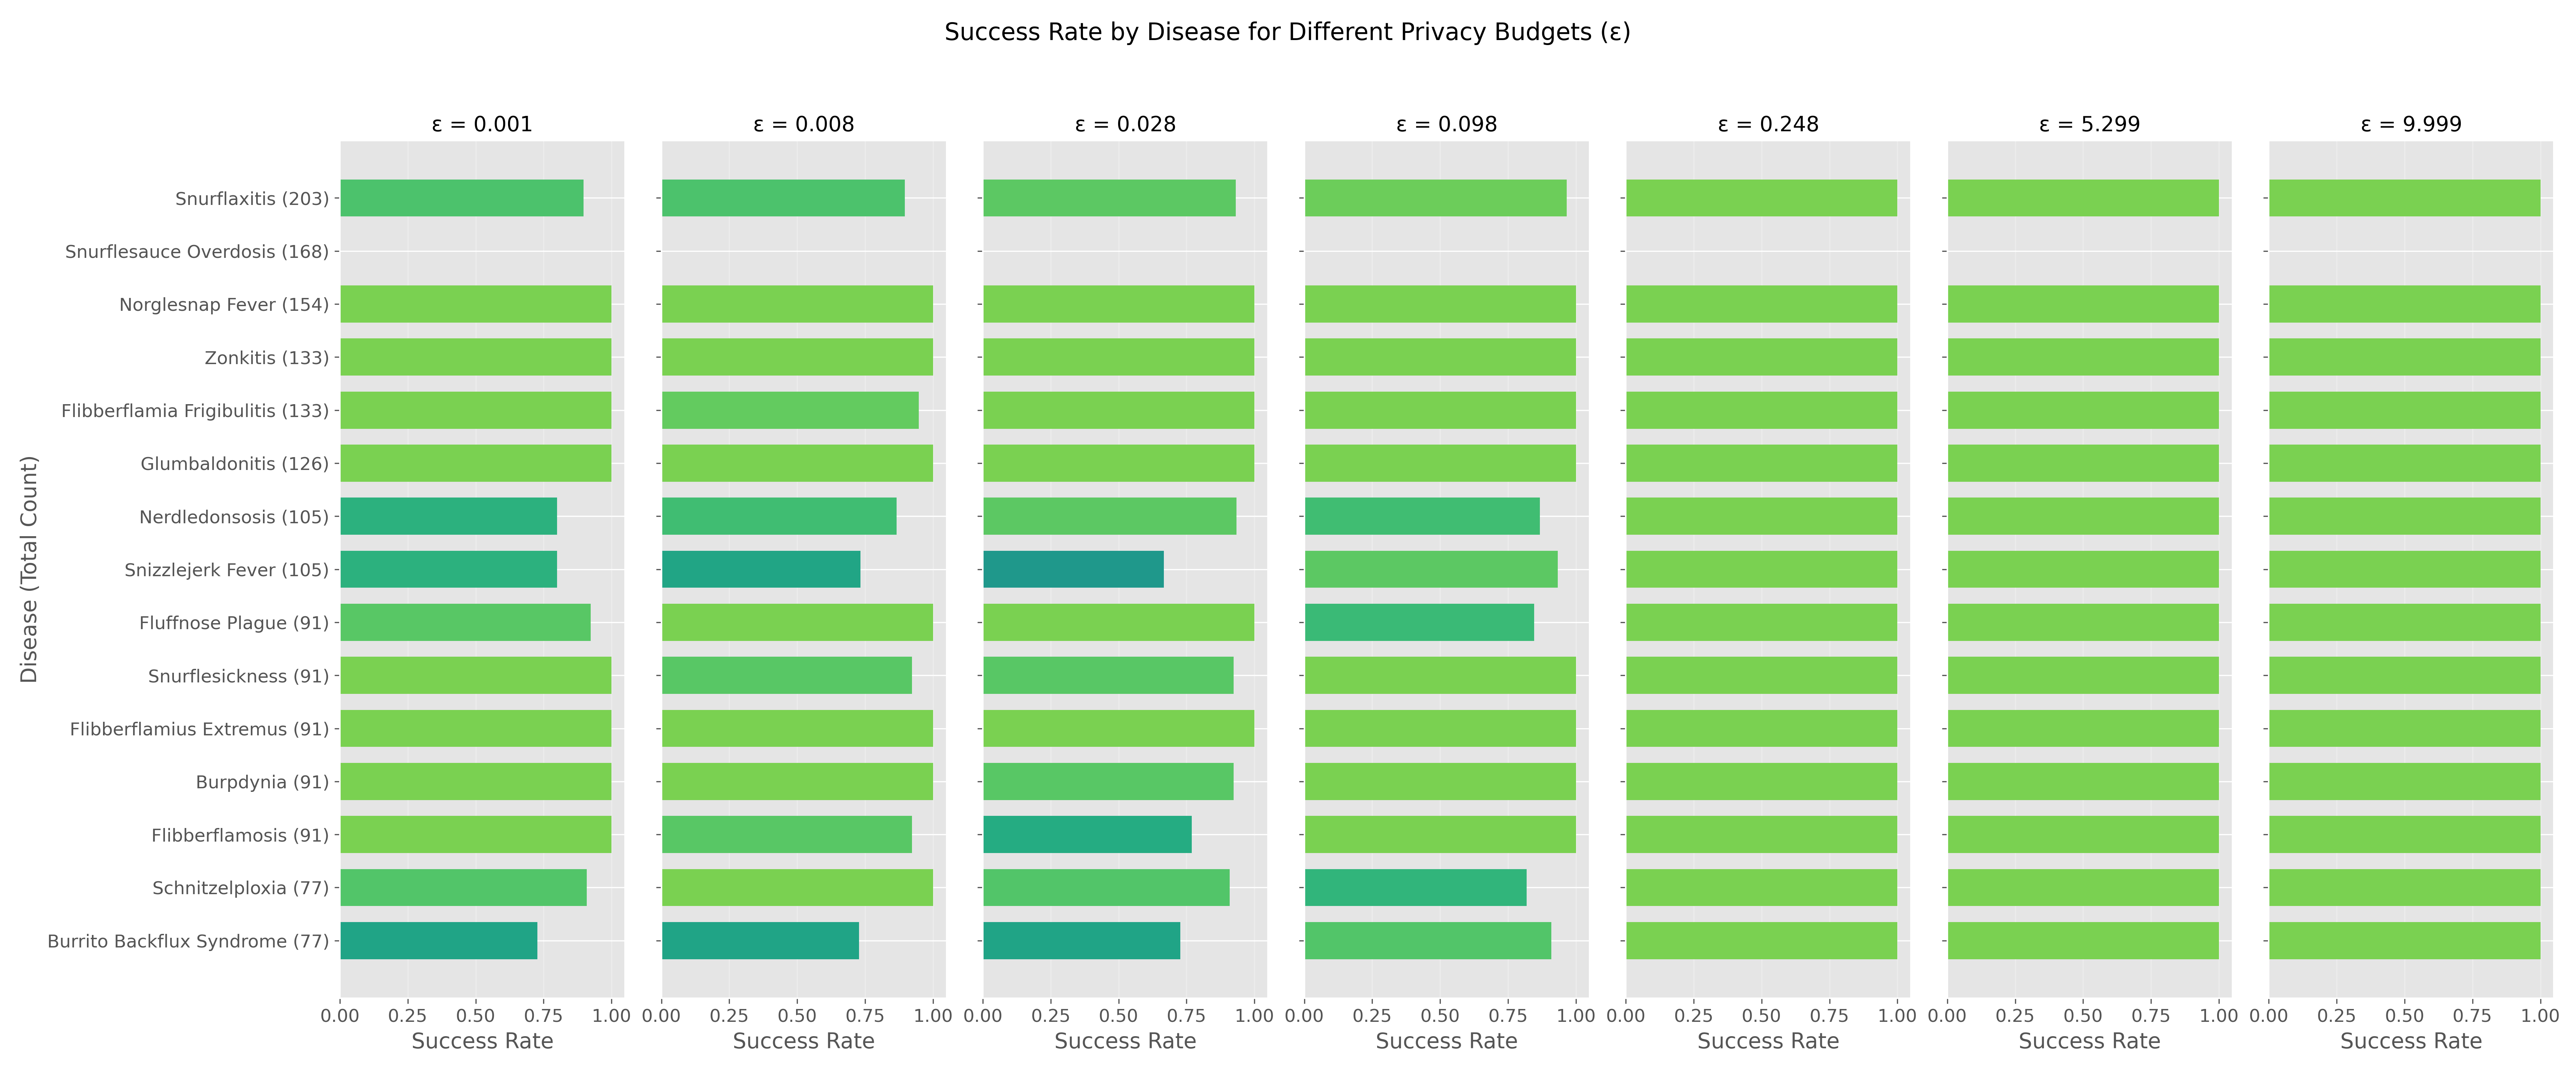 Success Rate by Disease for Different Privacy Budgets (ε)
ε = 0.001
ε = 0.008
ε = 0.028
ε = 0.098
ε = 0.248
ε = 5.299
ε = 9.999
Disease (Total Count)
Snurflaxitis (203)
Snurflesauce Overdosis (168)
Norglesnap Fever (154)
Zonkitis (133)
Flibberflamia Frigibulitis (133)
Glumbaldonitis (126)
Nerdledonsosis (105)
Snizzlejerk Fever (105)
Fluffnose Plague (91)
Snurflesickness (91)
Flibberflamius Extremus (91)
Burpdynia (91)
Flibberflamosis (91)
Schnitzelploxia (77)
Burrito Backflux Syndrome (77)
0.00 0.25 0.50 0.75 1.00
0.00 0.25 0.50 0.75 1.00
0.00 0.25 0.50 0.75 1.00
0.00 0.25 0.50 0.75 1.00
0.00 0.25 0.50 0.75 1.00
0.00 0.25 0.50 0.75 1.00
0.00 0.25 0.50 0.75 1.00
Success Rate
Success Rate
Success Rate
Success Rate
Success Rate
Success Rate
Success Rate